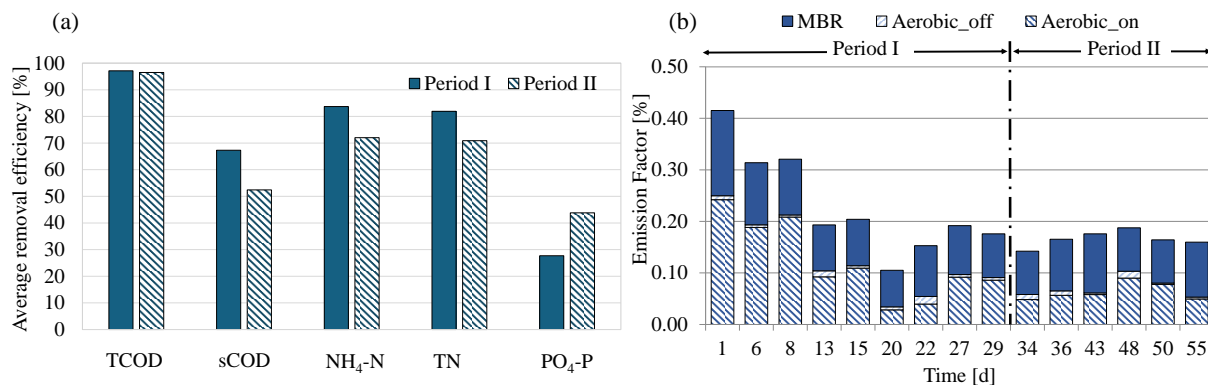 (a)
Average removal efficiency [%]
100
90
80
70
60
50
40
30
20
10
0
Period I
Period II
TCOD
sCOD
NH₄-N
TN
PO₄-P
(b)
MBR
Aerobic_off
Aerobic_on
Period I
Period II
Emission Factor [%]
0.50
0.40
0.30
0.20
0.10
0.00
1 6 8 13 15 20 22 27 29 34 36 43 48 50 55
Time [d]